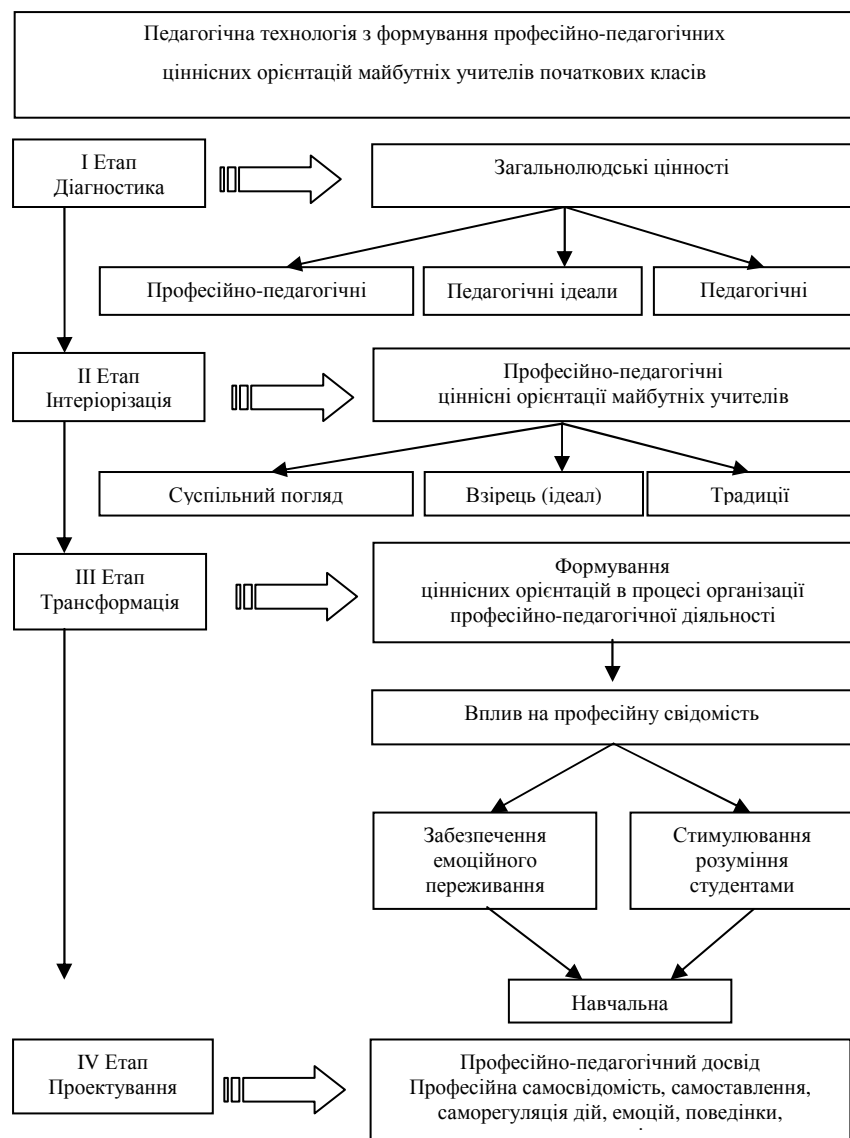 Педагогічна технологія з формування професійно-педагогічних
ціннісних орієнтацій майбутніх учителів початкових класів
І Етап
Діагностика
Загальнолюдські цінності
Професійно-педагогічні
Педагогічні ідеали
Педагогічні
ІІ Етап
Інтеріорізація
Професійно-педагогічні
ціннісні орієнтації майбутніх учителів
Суспільний погляд
Взірець (ідеал)
Традиції
ІІІ Етап
Трансформація
Формування
ціннісних орієнтацій в процесі організації
професійно-педагогічної діяльності
Вплив на професійну свідомість
Забезпечення
емоційного
переживання
Стимулювання
розуміння
студентами
Навчальна
IV Етап
Проектування
Професійно-педагогічний досвід
Професійна самосвідомість, самоставлення,
саморегуляція дій, емоцій, поведінки,